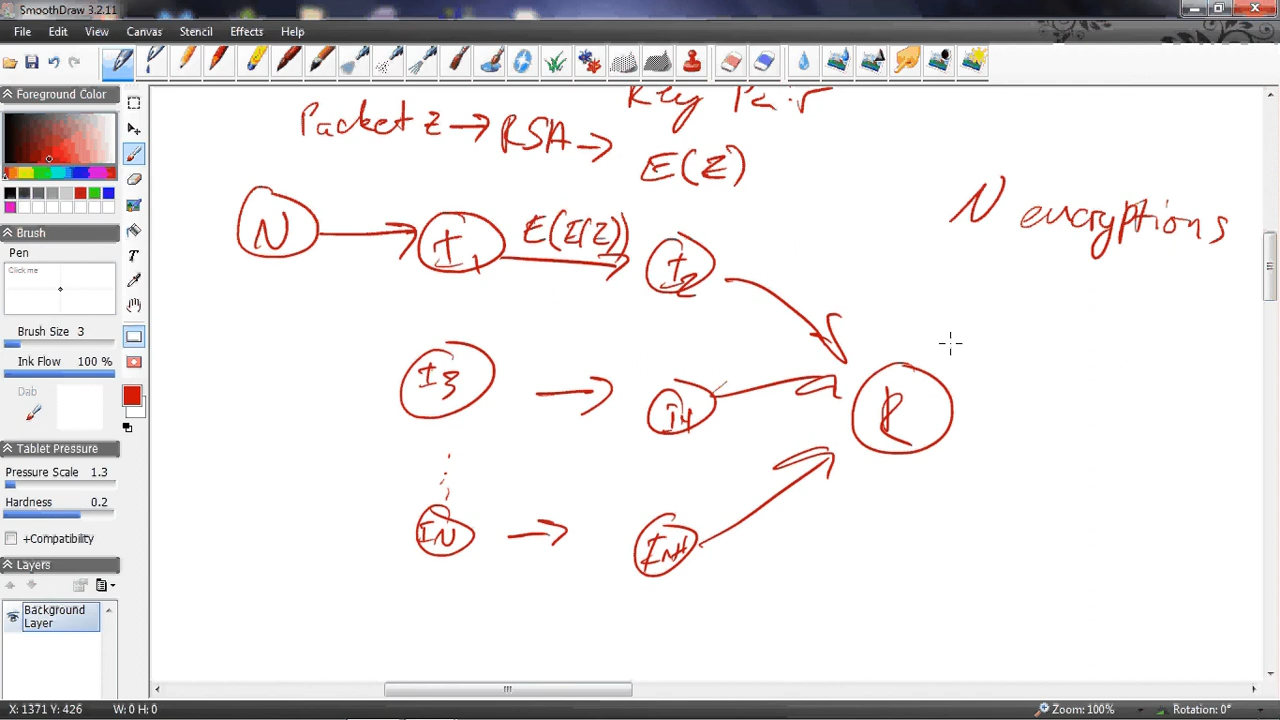 SmoothDraw 3.2.11
File Edit View Canvas Stencil Effects Help
Foreground Color
Brush
Pen
Click me
Brush Size 3
Ink Flow 100 %
Dab
Tablet Pressure
Pressure Scale 1.3
Hardness 0.2
+Compatibility
Layers
Background
Layer
Key Pair
Packet Z → RSA →
E(Z)
N encryptions
N
I1
E(E(Z))
I2
I3
I4
R
IN
X: 1371 Y: 426 W: 0 H: 0
Zoom: 100%
Rotation: 0°